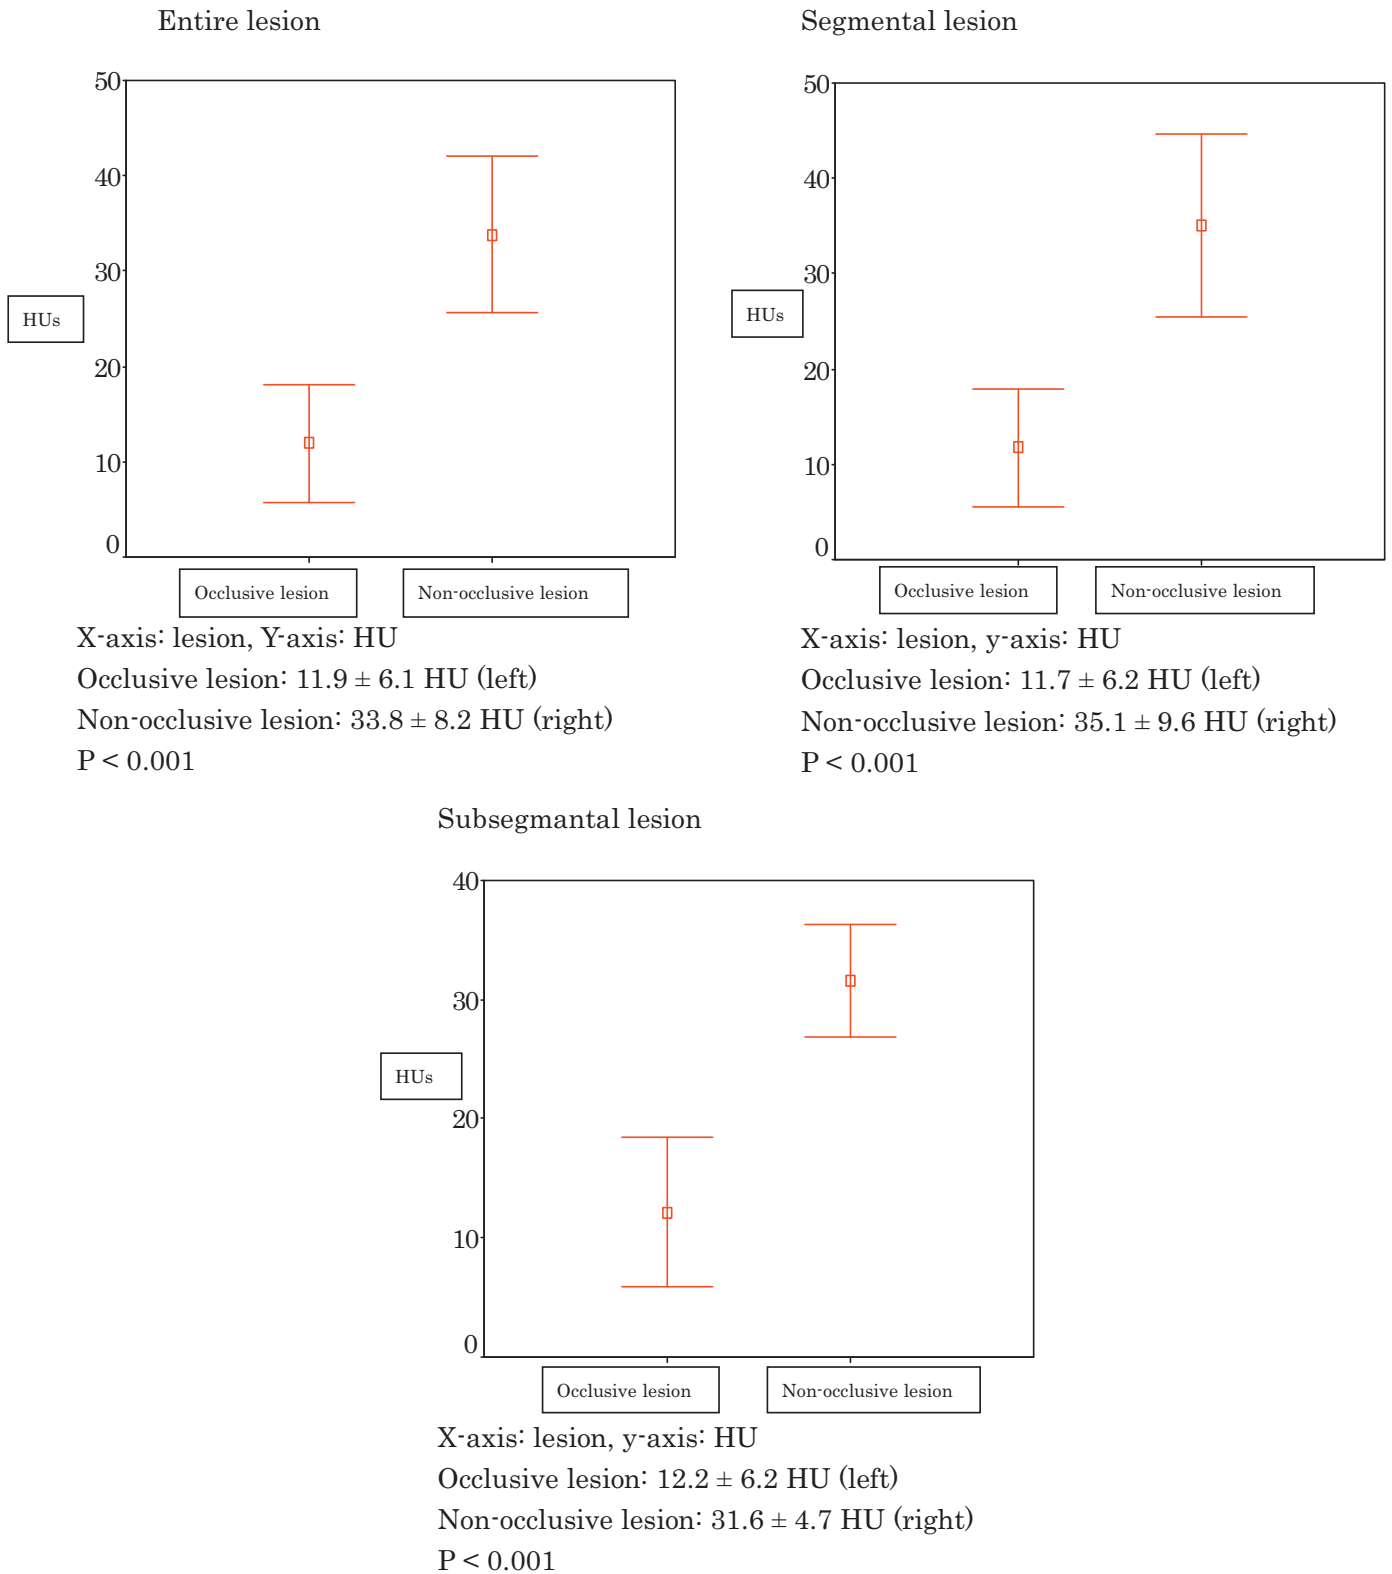 Entire lesion
50
40
30
20
10
0
HUs
Occlusive lesion
Non-occlusive lesion
X-axis: lesion, Y-axis: HU
Occlusive lesion: 11.9 ± 6.1 HU (left)
Non-occlusive lesion: 33.8 ± 8.2 HU (right)
P < 0.001
Segmental lesion
50
40
30
20
10
0
HUs
Occlusive lesion
Non-occlusive lesion
X-axis: lesion, y-axis: HU
Occlusive lesion: 11.7 ± 6.2 HU (left)
Non-occlusive lesion: 35.1 ± 9.6 HU (right)
P < 0.001
Subsegmantal lesion
40
30
20
10
0
HUs
Occlusive lesion
Non-occlusive lesion
X-axis: lesion, y-axis: HU
Occlusive lesion: 12.2 ± 6.2 HU (left)
Non-occlusive lesion: 31.6 ± 4.7 HU (right)
P < 0.001